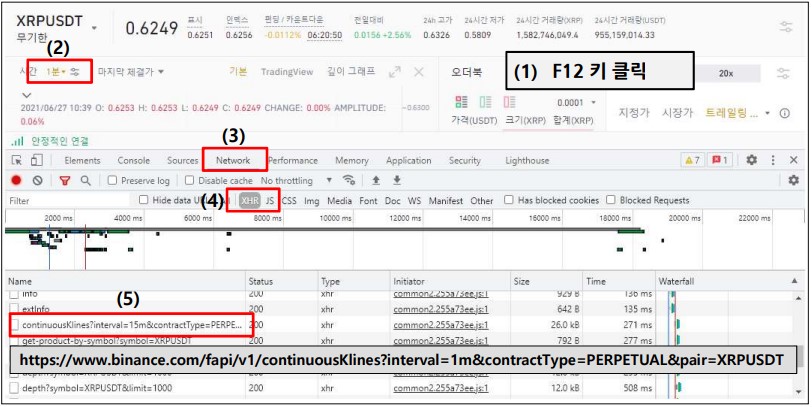 XRPUSDT
무기한
0.6249
표시
0.6251
인덱스
0.6256
펀딩 / 카운트다운
-0.0112% 06:20:50
전일대비
0.0156 +2.56%
24h 고가
0.6326
24시간 저가
0.5809
24시간 거래량(XRP)
1,582,746,049.4
24시간 거래량(USDT)
955,159,014.33
(2)
시간 1분 마지막 체결가 기본 TradingView 깊이 그래프
오더북
(1) F12 키 클릭
20x
2021/06/27 10:39 O: 0.6253 H: 0.6253 L: 0.6249 C: 0.6249 CHANGE: 0.00% AMPLITUDE:
0.06%
0.6300
0.0001
가격(USDT) 크기(XRP) 합계(XRP)
지정가 시장가 트레일링 ...
안정적인 연결
(3)
Elements Console Sources Network Performance Memory Application Security Lighthouse
7 1
Preserve log Disable cache No throttling
(4)
Filter Hide data XHR JS CSS Img Media Font Doc WS Manifest Other Has blocked cookies Blocked Requests
2000 ms 4000 ms 6000 ms 8000 ms 10000 ms 12000 ms 14000 ms 16000 ms 18000 ms 20000 ms 22000 ms
Name Status Type Initiator Size Time Waterfall
(5)
info 200 xhr common2.255a73ee.js:1 929 B 136 ms
extInfo 200 xhr common2.255a73ee.js:1 642 B 135 ms
continuousKlines?interval=15m&contractType=PERPE... 200 xhr common2.255a73ee.js:1 26.0 kB 271 ms
get-product-by-symbol?symbol=XRPUSDT 200 xhr common2.255a73ee.js:1 792 B 277 ms
https://www.binance.com/fapi/v1/continuousKlines?interval=1m&contractType=PERPETUAL&pair=XRPUSDT
depth?symbol=XRPUSDT&limit=1000 200 xhr common2.255a73ee.js:1 12.0 kB 508 ms